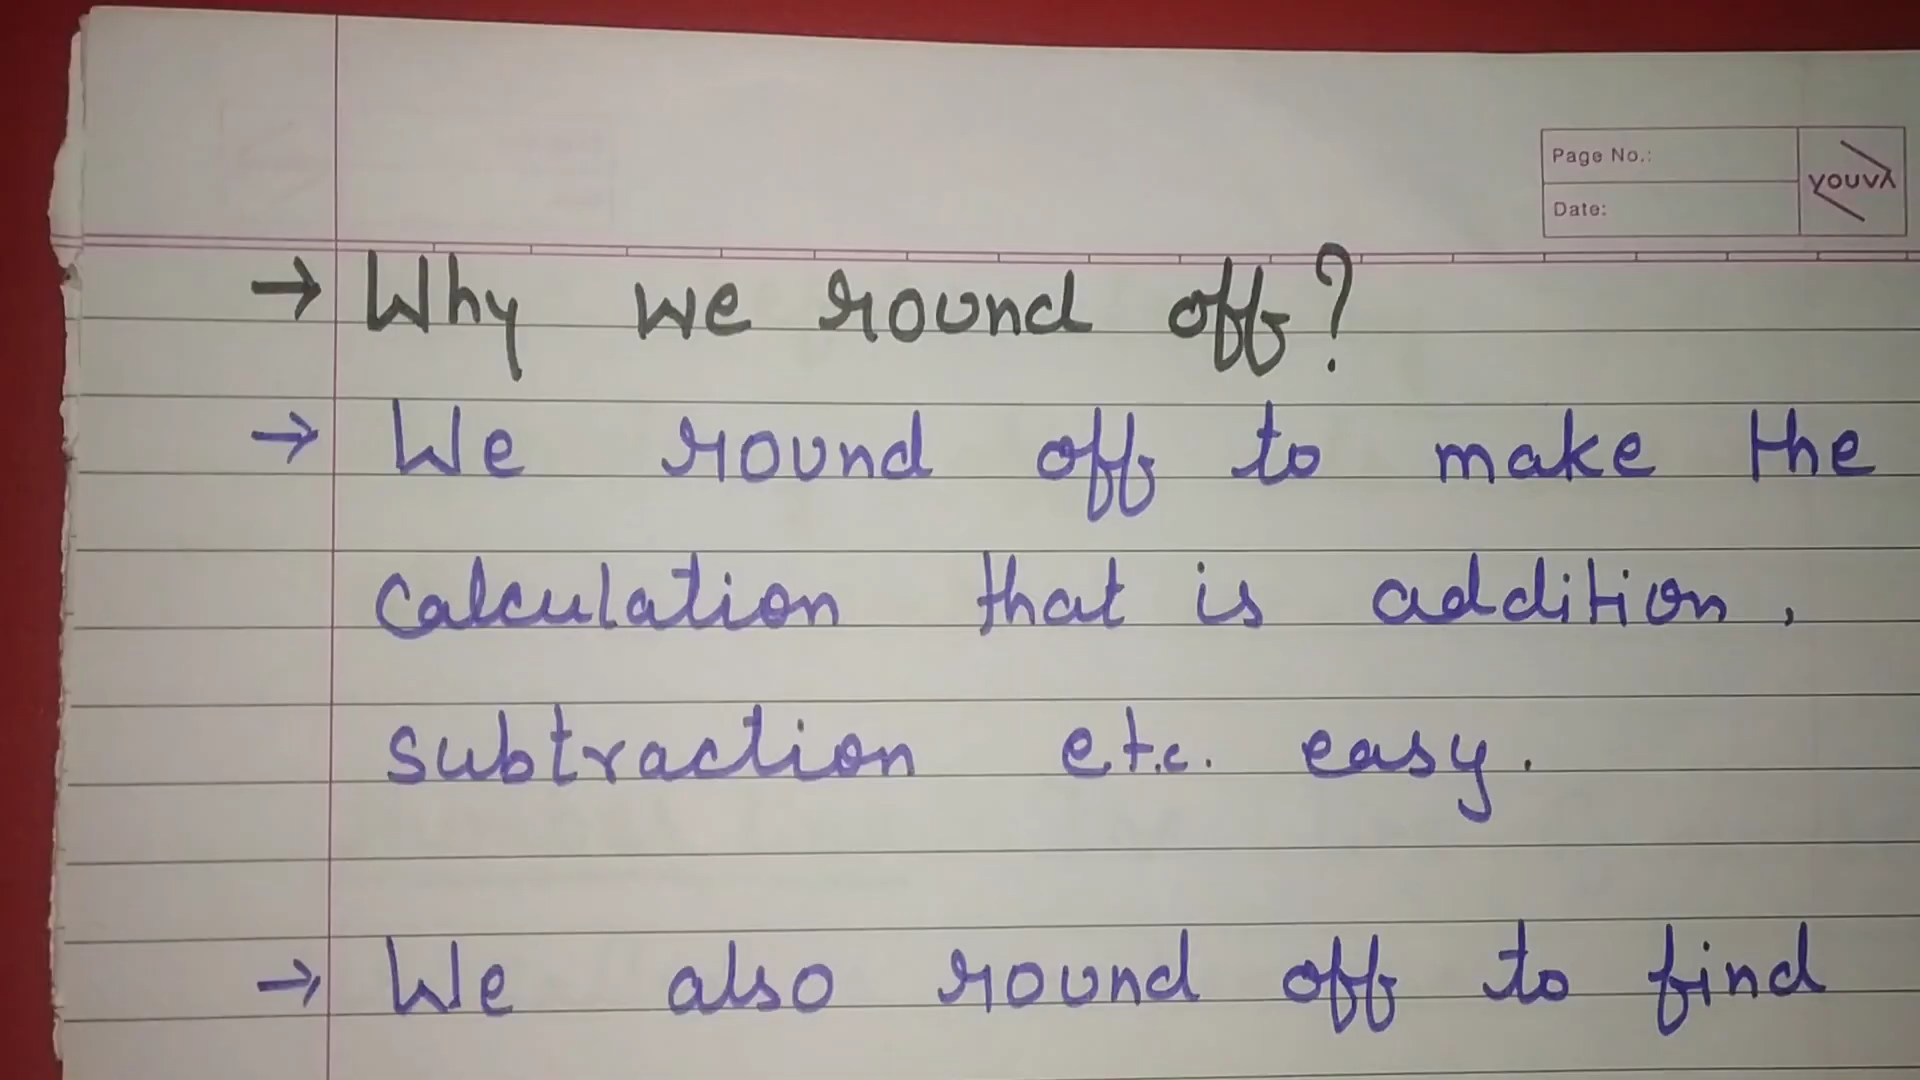 Page No.:
Date:
youva
→ Why we round off?
→ We round off to make the
calculation that is addition,
subtraction etc. easy.
→ We also round off to find